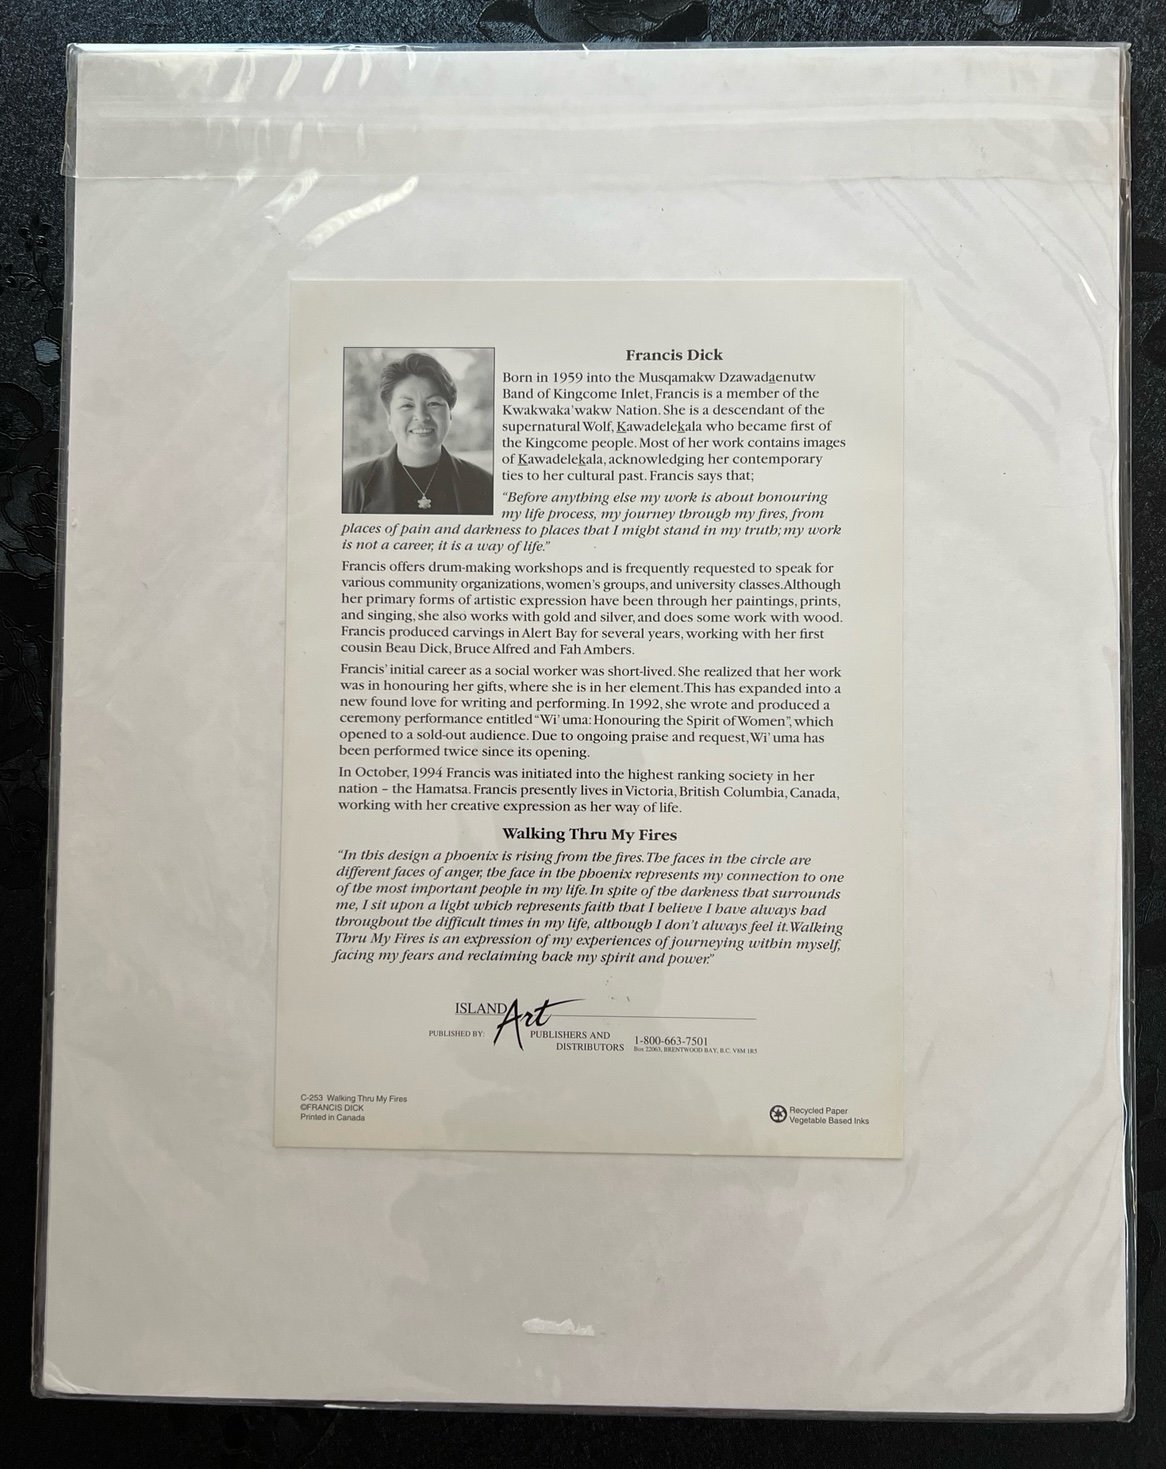 Francis Dick
Born in 1959 into the Musqamakw Dzawada̲enutw
Band of Kingcome Inlet, Francis is a member of the
Kwakwaka'wakw Nation. She is a descendant of the
supernatural Wolf, K̲awadelek̲ala who became first of
the Kingcome people. Most of her work contains images
of K̲awadelek̲ala, acknowledging her contemporary
ties to her cultural past. Francis says that;
“Before anything else my work is about honouring
my life process, my journey through my fires, from
places of pain and darkness to places that I might stand in my truth; my work
is not a career, it is a way of life.”
Francis offers drum-making workshops and is frequently requested to speak for
various community organizations, women's groups, and university classes.Although
her primary forms of artistic expression have been through her paintings, prints,
and singing, she also works with gold and silver, and does some work with wood.
Francis produced carvings in Alert Bay for several years, working with her first
cousin Beau Dick, Bruce Alfred and Fah Ambers.
Francis' initial career as a social worker was short-lived. She realized that her work
was in honouring her gifts, where she is in her element.This has expanded into a
new found love for writing and performing. In 1992, she wrote and produced a
ceremony performance entitled “Wi' uma: Honouring the Spirit of Women”, which
opened to a sold-out audience. Due to ongoing praise and request, Wi' uma has
been performed twice since its opening.
In October, 1994 Francis was initiated into the highest ranking society in her
nation – the Hamatsa. Francis presently lives in Victoria, British Columbia, Canada,
working with her creative expression as her way of life.
Walking Thru My Fires
“In this design a phoenix is rising from the fires. The faces in the circle are
different faces of anger, the face in the phoenix represents my connection to one
of the most important people in my life. In spite of the darkness that surrounds
me, I sit upon a light which represents faith that I believe I have always had
throughout the difficult times in my life, although I don't always feel it. Walking
Thru My Fires is an expression of my experiences of journeying within myself,
facing my fears and reclaiming back my spirit and power.”
ISLAND Art
PUBLISHED BY: PUBLISHERS AND
DISTRIBUTORS
1-800-663-7501
Box 22063, BRENTWOOD BAY, B.C. V8M 1R5
C-253 Walking Thru My Fires
©FRANCIS DICK
Printed in Canada
Recycled Paper
Vegetable Based Inks